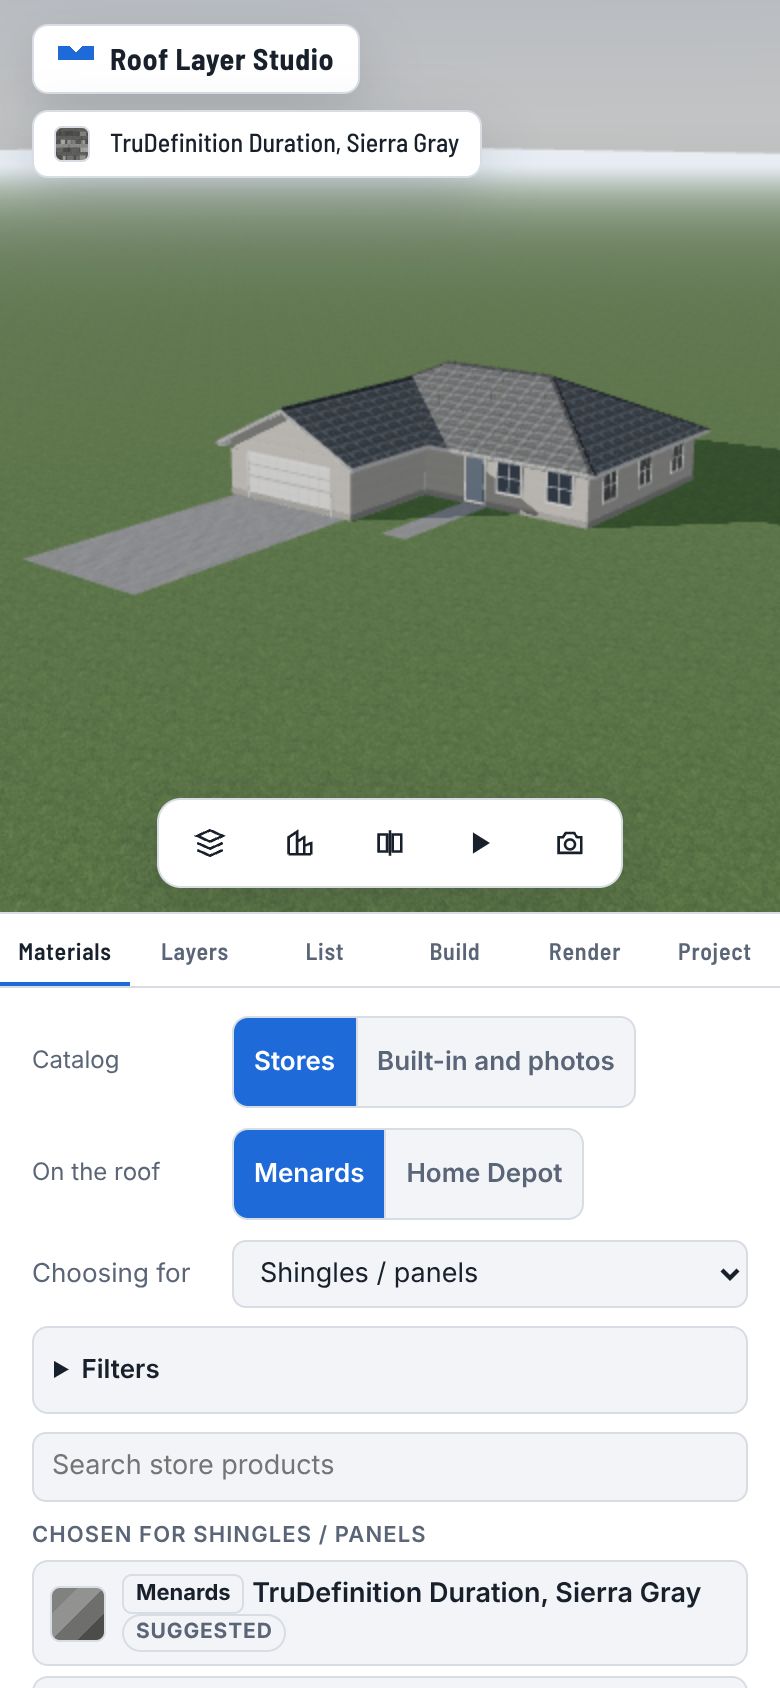 Roof Layer Studio
TruDefinition Duration, Sierra Gray
Materials Layers List Build Render Project
Catalog Stores Built-in and photos
On the roof Menards Home Depot
Choosing for Shingles / panels
Filters
Search store products
CHOSEN FOR SHINGLES / PANELS
Menards TruDefinition Duration, Sierra Gray
SUGGESTED